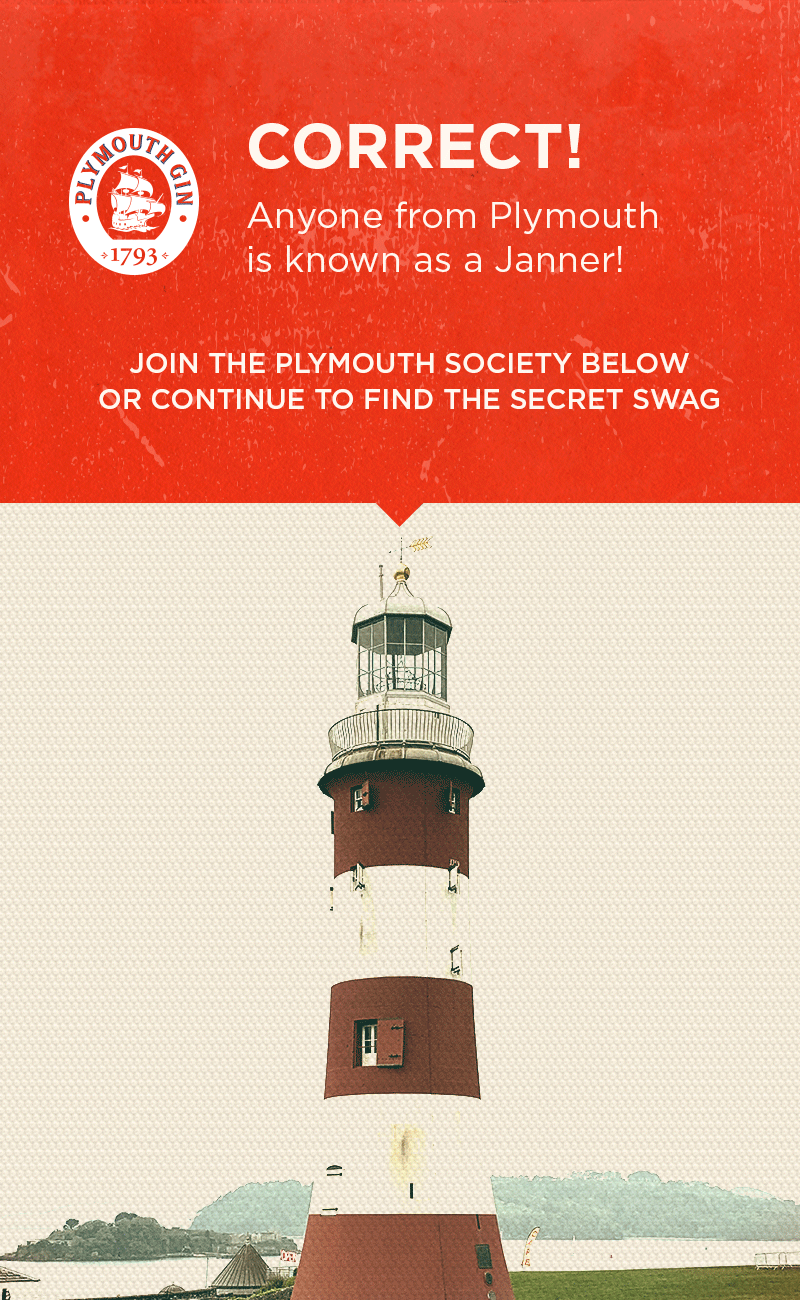 PLYMOUTH GIN
1793
CORRECT!
Anyone from Plymouth
is known as a Janner!
JOIN THE PLYMOUTH SOCIETY BELOW
OR CONTINUE TO FIND THE SECRET SWAG